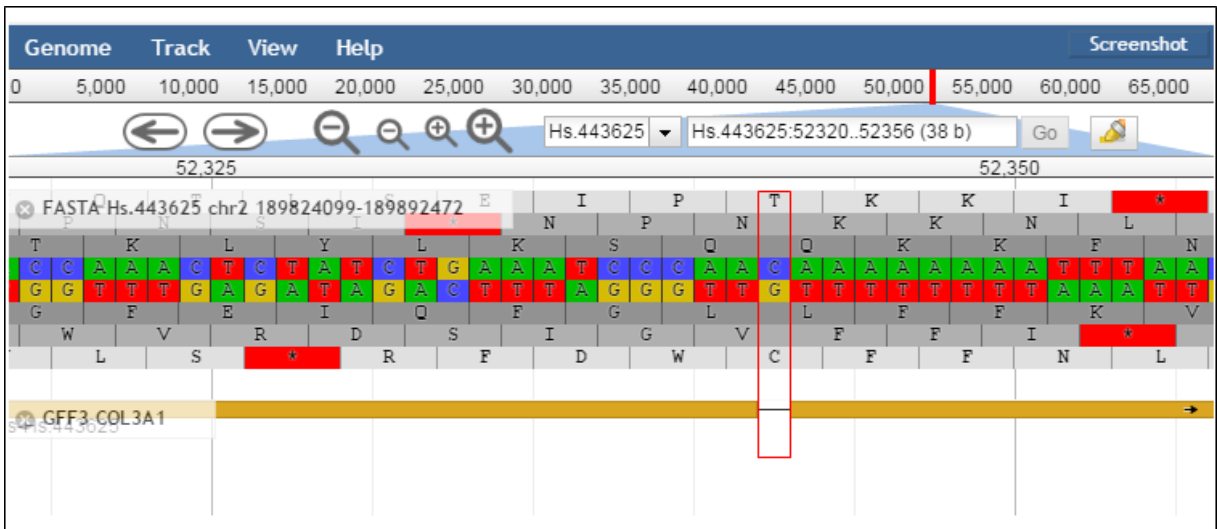 Genome Track View Help Screenshot
0 5,000 10,000 15,000 20,000 25,000 30,000 35,000 40,000 45,000 50,000 55,000 60,000 65,000
Hs.443625 Hs.443625:52320..52356 (38 b) Go
52,325 52,350
FASTA Hs.443625 chr2 189824099-189892472
Q T L S E I P T K K I *
P N S I * N P N K K N L
T K L Y L K S Q Q K K F N
C C A A A C T C T A T C T G A A A T C C C A A C A A A A A A A A T T T A A
G G T T T G A G A T A G A C T T T A G G G T T G T T T T T T T T A A A T T
G F E I Q F G L L F F K V
W V R D S I G V F F I *
L S * R F D W C F F N L
GFF3 COL3A1
Hs.443625